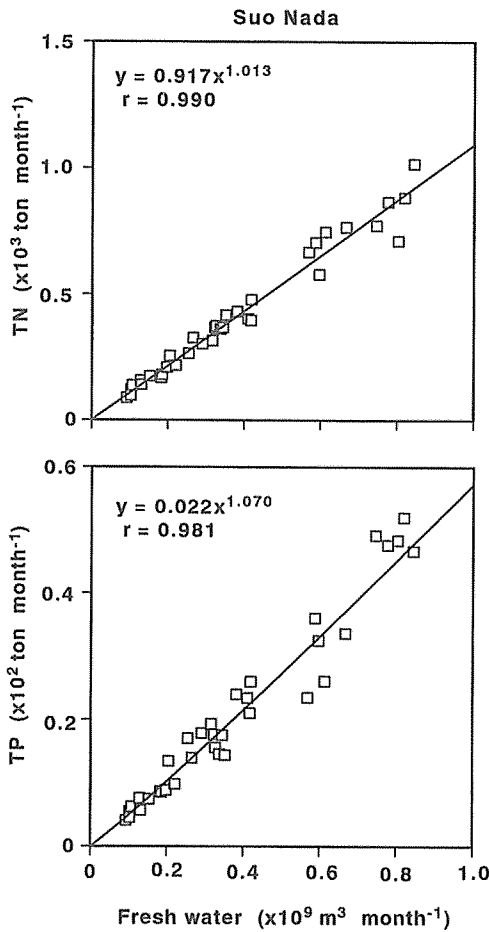 Suo Nada
1.5
y = 0.917x^1.013
r = 0.990
1.0
TN (x10^3 ton month^-1)
0.5
0
0.6
y = 0.022x^1.070
r = 0.981
0.4
TP (x10^2 ton month^-1)
0.2
0
0 0.2 0.4 0.6 0.8 1.0
Fresh water (x10^9 m^3 month^-1)